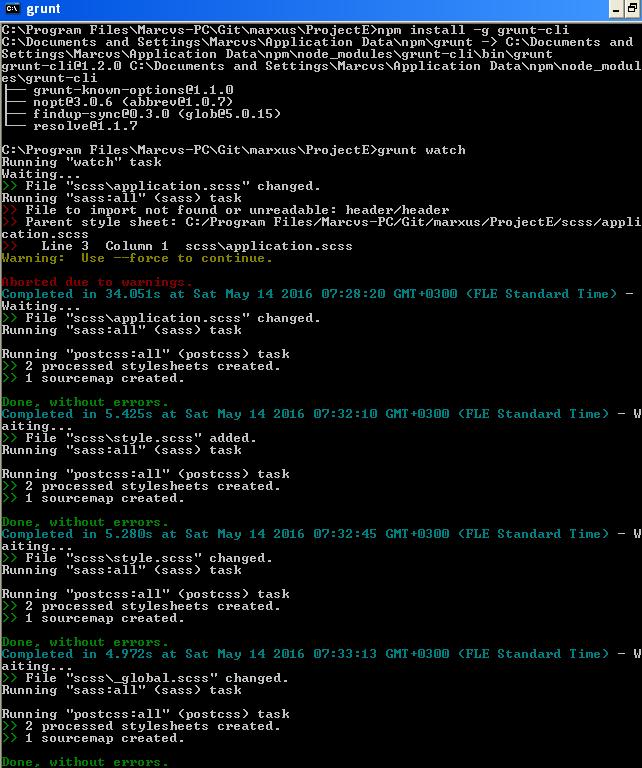 grunt
C:\Program Files\Marcvs-PC\Git\marxus\ProjectE>npm install -g grunt-cli
C:\Documents and Settings\Marcvs\Application Data\npm\grunt -> C:\Documents and
Settings\Marcvs\Application Data\npm\node_modules\grunt-cli\bin\grunt
grunt-cli@1.2.0 C:\Documents and Settings\Marcvs\Application Data\npm\node_modul
es\grunt-cli
├── grunt-known-options@1.1.0
├── nopt@3.0.6 (abbrev@1.0.7)
├── findup-sync@0.3.0 (glob@5.0.15)
└── resolve@1.1.7
C:\Program Files\Marcvs-PC\Git\marxus\ProjectE>grunt watch
Running "watch" task
Waiting...
>> File "scss\application.scss" changed.
Running "sass:all" (sass) task
>> File to import not found or unreadable: header/header
>> Parent style sheet: C:/Program Files/Marcvs-PC/Git/marxus/ProjectE/scss/appli
cation.scss
>>   Line 3  Column 1  scss\application.scss
Warning:  Use --force to continue.
Aborted due to warnings.
Completed in 34.051s at Sat May 14 2016 07:28:20 GMT+0300 (FLE Standard Time) -
Waiting...
>> File "scss\application.scss" changed.
Running "sass:all" (sass) task
Running "postcss:all" (postcss) task
>> 2 processed stylesheets created.
>> 1 sourcemap created.
Done, without errors.
Completed in 5.425s at Sat May 14 2016 07:32:10 GMT+0300 (FLE Standard Time) - W
aiting...
>> File "scss\style.scss" added.
Running "sass:all" (sass) task
Running "postcss:all" (postcss) task
>> 2 processed stylesheets created.
>> 1 sourcemap created.
Done, without errors.
Completed in 5.280s at Sat May 14 2016 07:32:45 GMT+0300 (FLE Standard Time) - W
aiting...
>> File "scss\style.scss" changed.
Running "sass:all" (sass) task
Running "postcss:all" (postcss) task
>> 2 processed stylesheets created.
>> 1 sourcemap created.
Done, without errors.
Completed in 4.972s at Sat May 14 2016 07:33:13 GMT+0300 (FLE Standard Time) - W
aiting...
>> File "scss\_global.scss" changed.
Running "sass:all" (sass) task
Running "postcss:all" (postcss) task
>> 2 processed stylesheets created.
>> 1 sourcemap created.
Done, without errors.